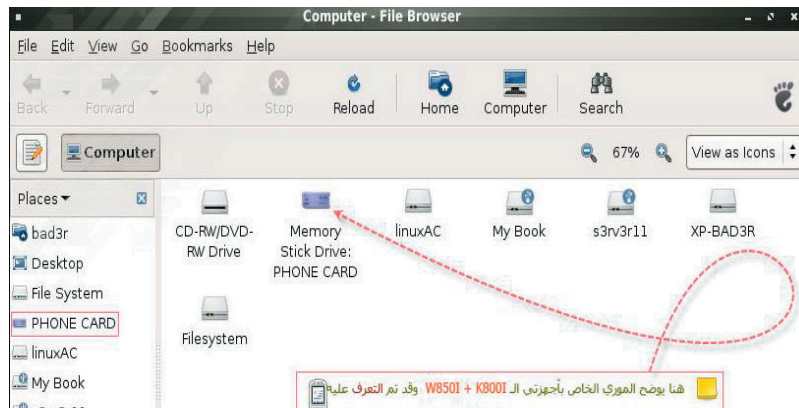 Computer - File Browser
File Edit View Go Bookmarks Help
Back Forward Up Stop Reload Home Computer Search
Computer 67% View as Icons
Places
bad3r
Desktop
File System
PHONE CARD
linuxAC
My Book
CD-RW/DVD-
RW Drive
Memory
Stick Drive:
PHONE CARD
linuxAC
My Book
s3rv3r11
XP-BAD3R
Filesystem
هنا يوضح الموري الخاص بأجهزتي الـ W850I + K800I وقد تم التعرف عليه